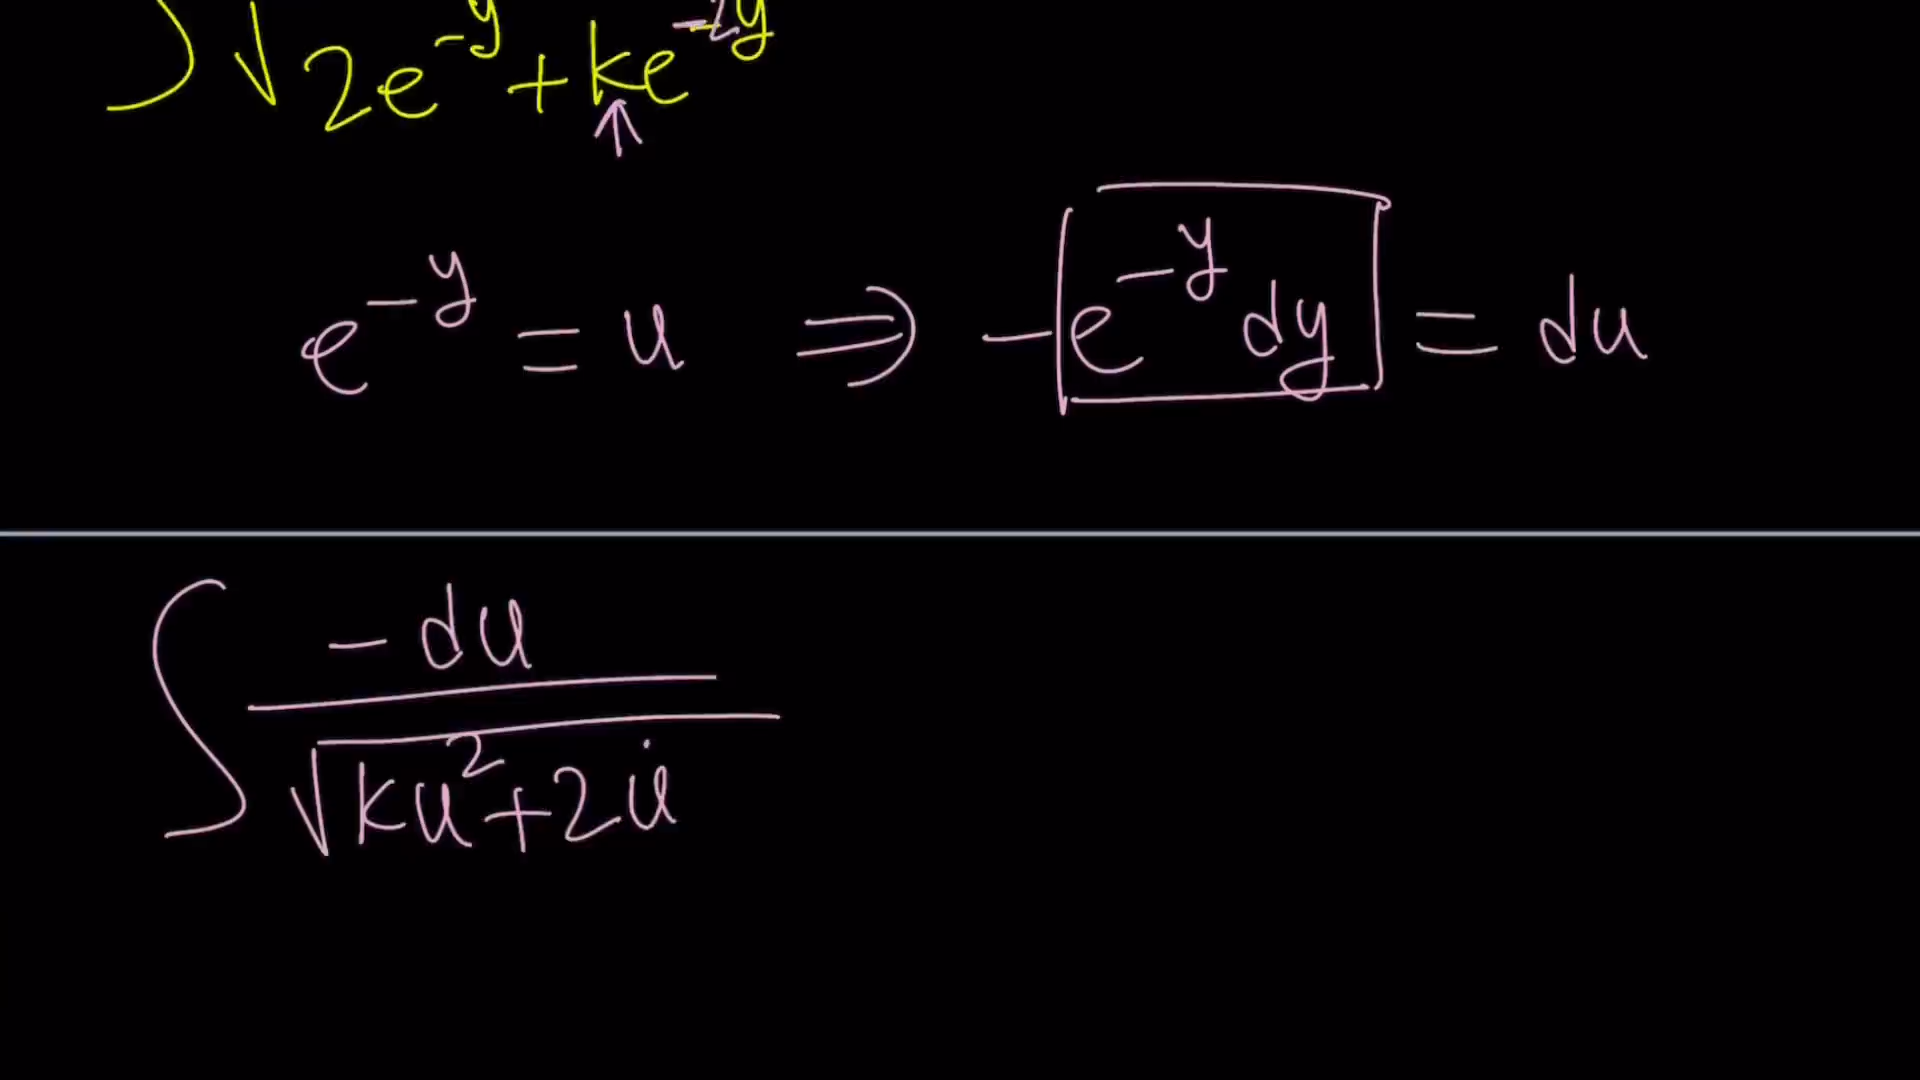 ∫ √2e^-y + ke^-2y
e^-y = u ⇒ -e^-y dy = du
∫ -du / √ku²+2u